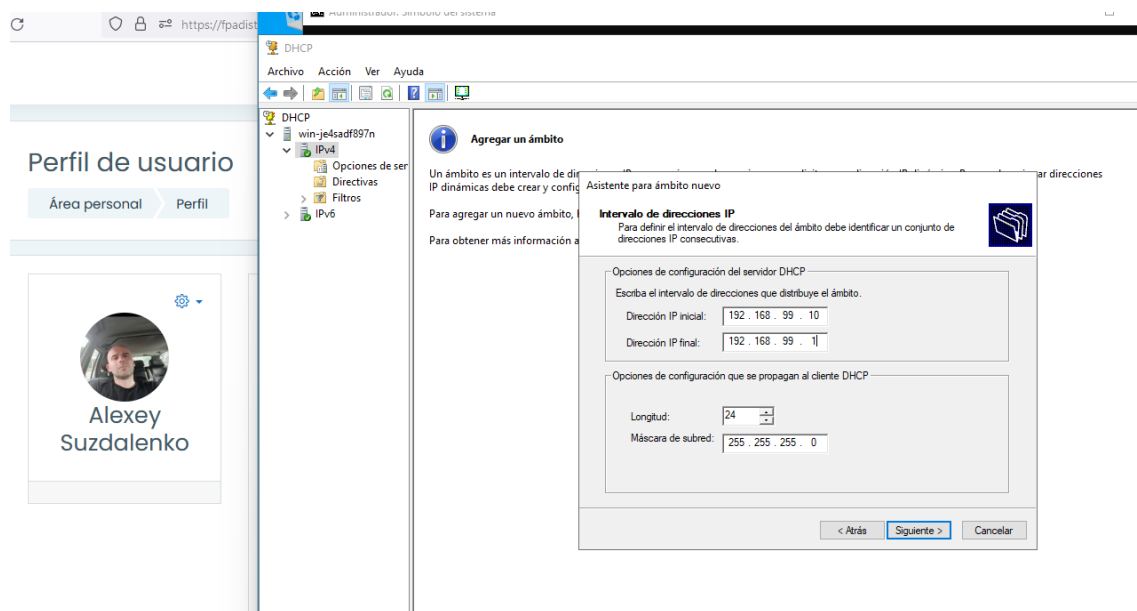 https://fpadist
Administrador: Símbolo del sistema
DHCP
Archivo Acción Ver Ayuda
DHCP
win-je4sadf897n
IPv4
Opciones de ser
Directivas
Filtros
IPv6
Agregar un ámbito
Un ámbito es un intervalo de
ar direcciones
IP dinámicas debe crear y config
Para agregar un nuevo ámbito,
Para obtener más información a
Perfil de usuario
Área personal Perfil
Alexey
Suzdalenko
Asistente para ámbito nuevo
Intervalo de direcciones IP
Para definir el intervalo de direcciones del ámbito debe identificar un conjunto de
direcciones IP consecutivas.
Opciones de configuración del servidor DHCP
Escriba el intervalo de direcciones que distribuye el ámbito.
Dirección IP inicial: 192 . 168 . 99 . 10
Dirección IP final: 192 . 168 . 99 . 1
Opciones de configuración que se propagan al cliente DHCP
Longitud: 24
Máscara de subred: 255 . 255 . 255 . 0
< Atrás Siguiente > Cancelar